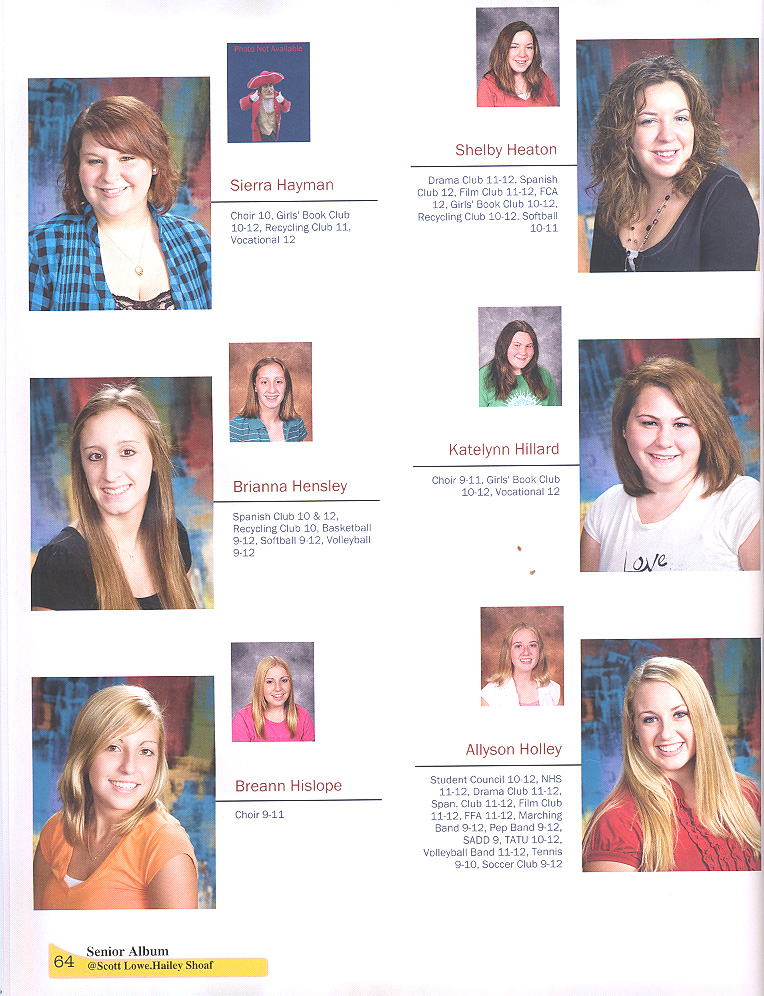 Photo Not Available
Sierra Hayman
Choir 10, Girls' Book Club
10-12, Recycling Club 11,
Vocational 12
Shelby Heaton
Drama Club 11-12, Spanish
Club 12, Film Club 11-12, FCA
12, Girls' Book Club 10-12,
Recycling Club 10-12, Softball
10-11
Brianna Hensley
Spanish Club 10 & 12,
Recycling Club 10, Basketball
9-12, Softball 9-12, Volleyball
9-12
Katelynn Hillard
Choir 9-11, Girls' Book Club
10-12, Vocational 12
LOVE
Breann Hislope
Choir 9-11
Allyson Holley
Student Council 10-12, NHS
11-12, Drama Club 11-12,
Span. Club 11-12, Film Club
11-12, FFA 11-12, Marching
Band 9-12, Pep Band 9-12,
SADD 9, TATU 10-12,
Volleyball Band 11-12, Tennis
9-10, Soccer Club 9-12
64
Senior Album
@Scott Lowe.Hailey Shoaf